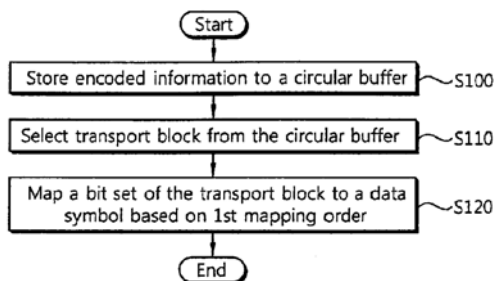 Start
Store encoded information to a circular buffer
S100
Select transport block from the circular buffer
S110
Map a bit set of the transport block to a data
symbol based on 1st mapping order
S120
End